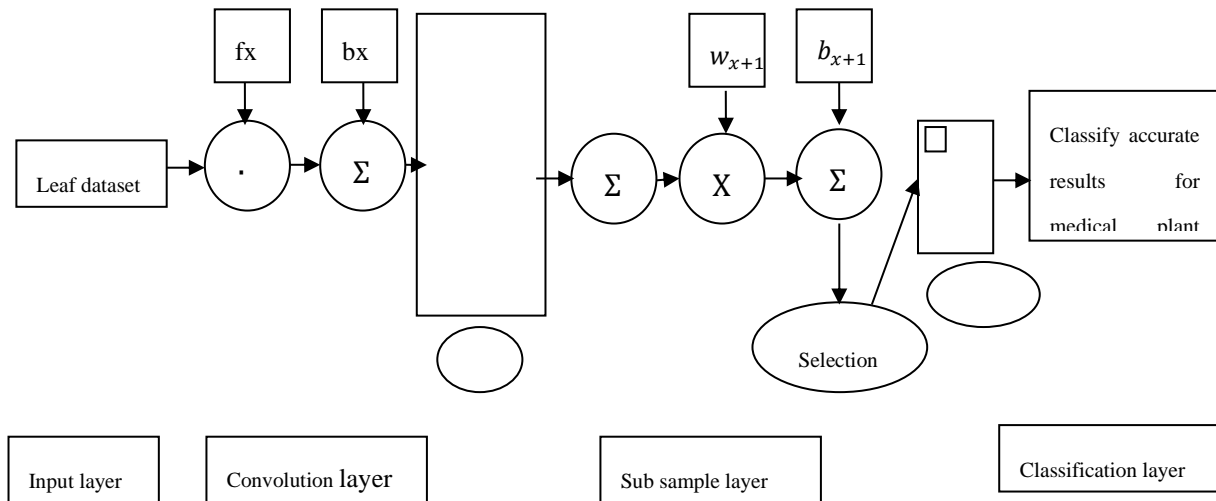 fx
bx
w_{x+1}
b_{x+1}
Leaf dataset
.
Σ
Σ
X
Σ
Classify accurate
results for
medical plant
Selection
Input layer
Convolution layer
Sub sample layer
Classification layer